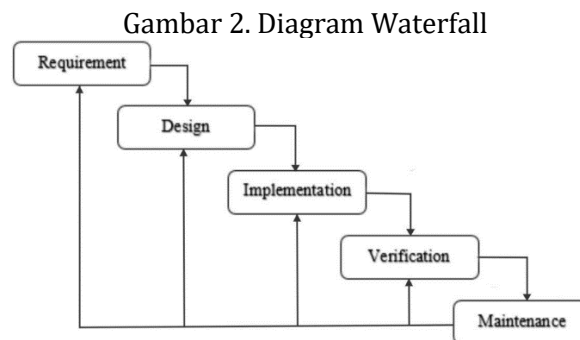 Gambar 2. Diagram Waterfall
Requirement
Design
Implementation
Verification
Maintenance